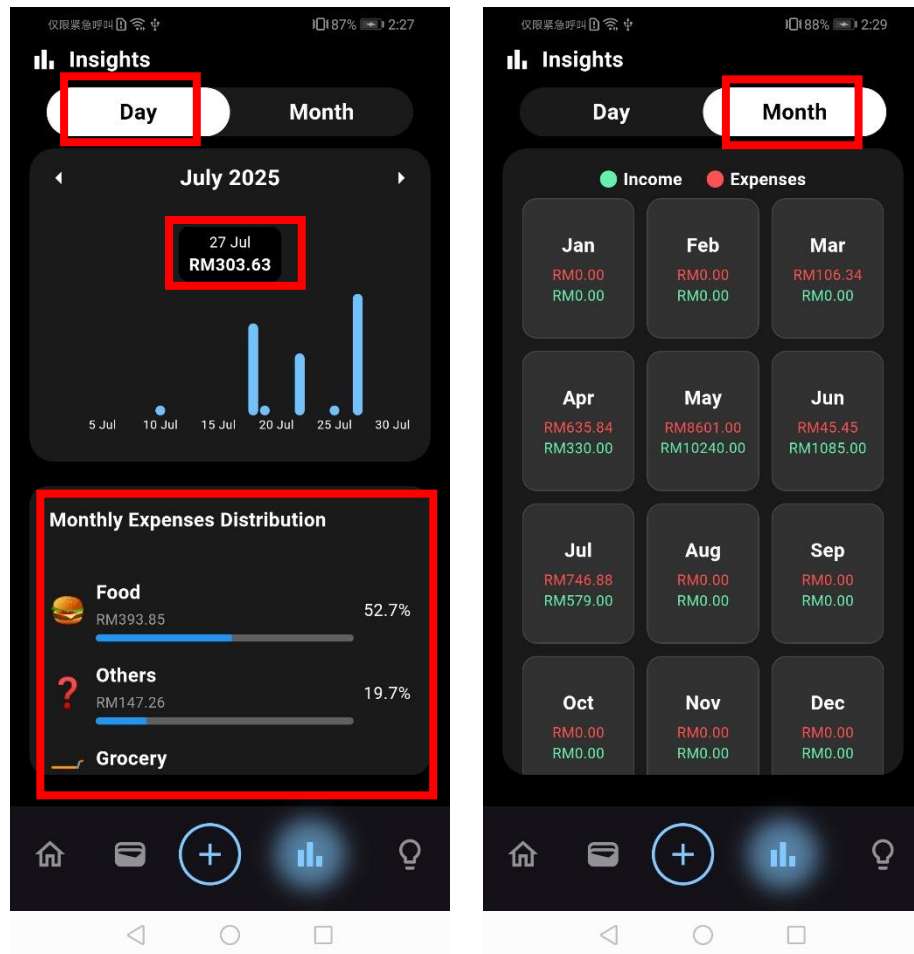 仅限紧急呼叫 87% 2:27
Insights
Day Month
July 2025
27 Jul
RM303.63
5 Jul 10 Jul 15 Jul 20 Jul 25 Jul 30 Jul
Monthly Expenses Distribution
Food
RM393.85
52.7%
Others
RM147.26
19.7%
Grocery
仅限紧急呼叫 88% 2:29
Insights
Day Month
Income Expenses
Jan Feb Mar
RM0.00 RM0.00 RM106.34
RM0.00 RM0.00 RM0.00
Apr May Jun
RM635.84 RM8601.00 RM45.45
RM330.00 RM10240.00 RM1085.00
Jul Aug Sep
RM746.88 RM0.00 RM0.00
RM579.00 RM0.00 RM0.00
Oct Nov Dec
RM0.00 RM0.00 RM0.00
RM0.00 RM0.00 RM0.00